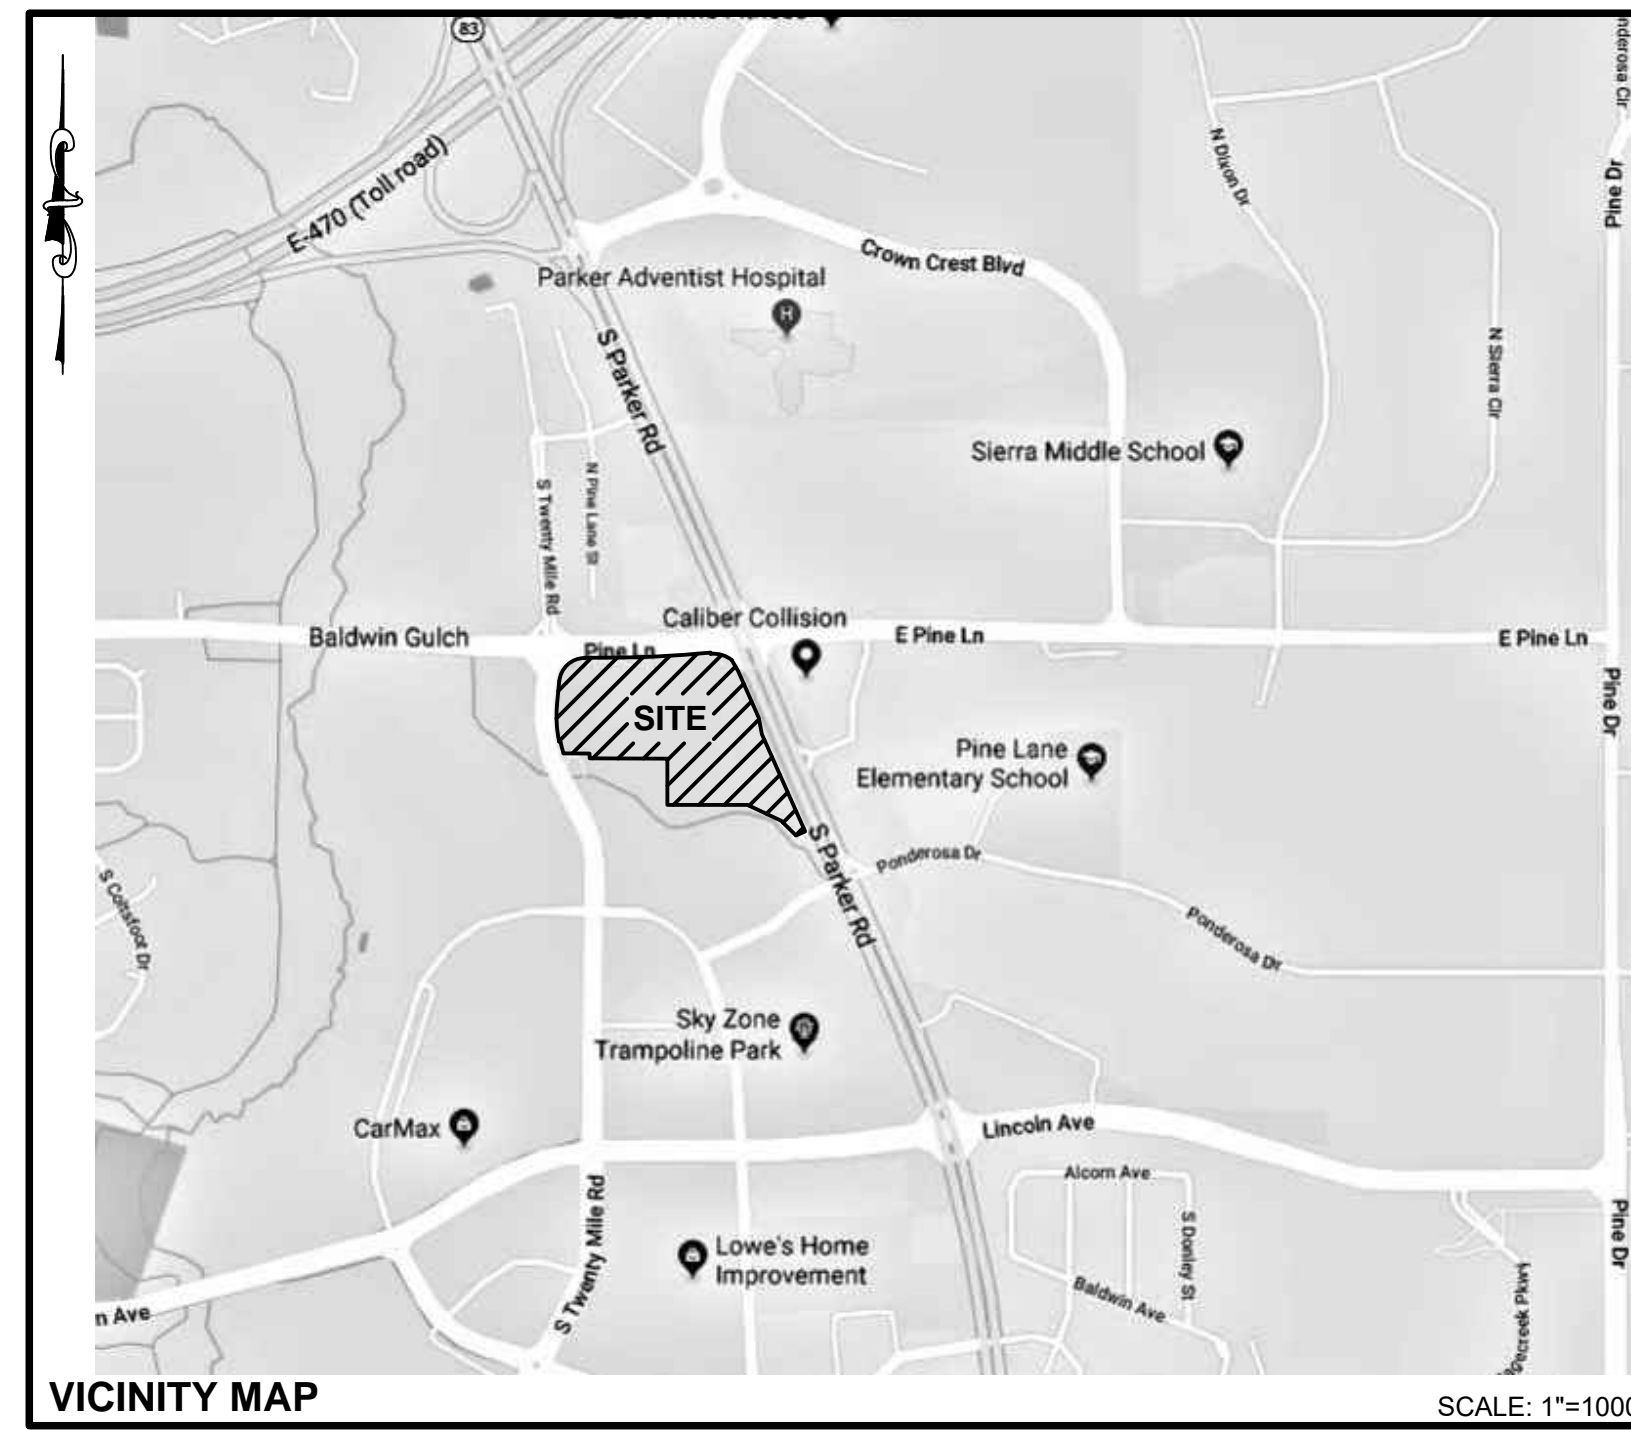 83
E-470 (Toll road)
N Dixon Dr
Pine Dr
Crown Crest Blvd
Parker Adventist Hospital
H
S Parker Rd
N Sierra Cir
Sierra Middle School
S Twenty Mile Rd
N Pine Lane St
Caliber Collision
Baldwin Gulch
Pine Ln
E Pine Ln
E Pine Ln
SITE
Pine Dr
Pine Lane
Elementary School
S Parker Rd
Ponderosa Dr
S Coltsfoot Dr
Ponderosa Dr
Sky Zone
Trampoline Park
CarMax
Lincoln Ave
Alcorn Ave
S Twenty Mile Rd
S Donley St
Pine Dr
Lowe's Home
Improvement
Baldwin Ave
n Ave
VICINITY MAP
SCALE: 1"=1000